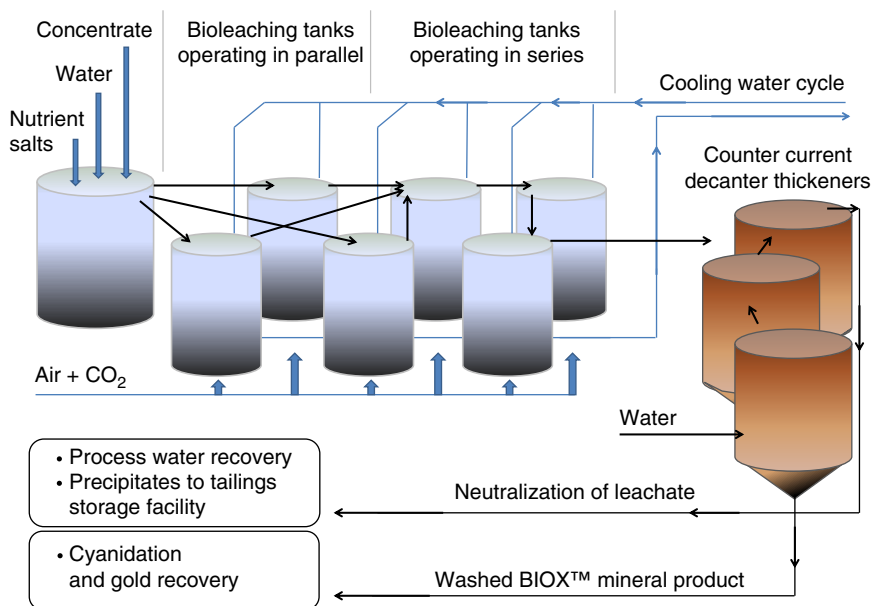 Concentrate
Water
Nutrient
salts
Bioleaching tanks
operating in parallel
Bioleaching tanks
operating in series
Cooling water cycle
Counter current
decanter thickeners
Air + CO₂
Water
• Process water recovery
• Precipitates to tailings
storage facility
Neutralization of leachate
• Cyanidation
and gold recovery
Washed BIOX™ mineral product